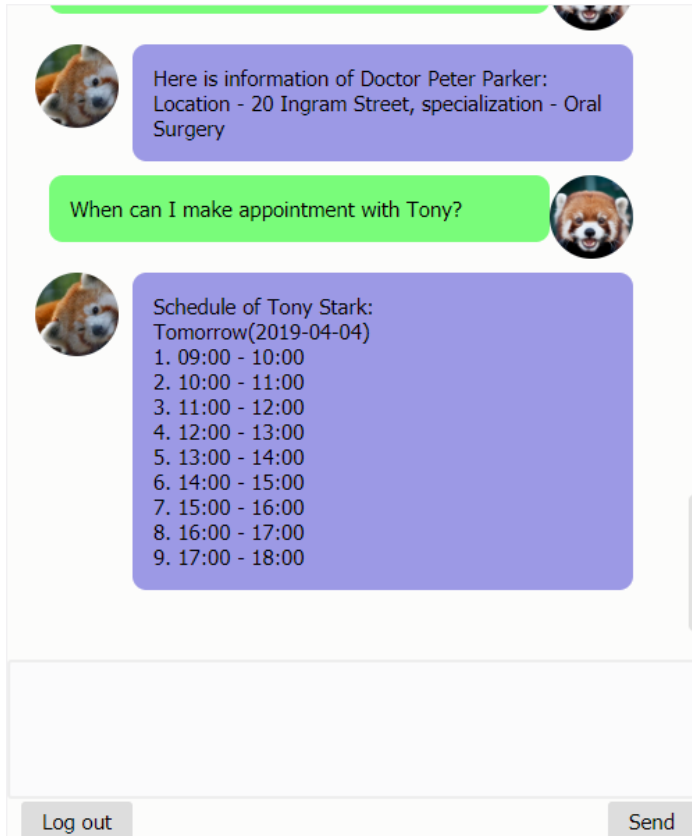 Here is information of Doctor Peter Parker:
Location - 20 Ingram Street, specialization - Oral
Surgery
When can I make appointment with Tony?
Schedule of Tony Stark:
Tomorrow(2019-04-04)
1. 09:00 - 10:00
2. 10:00 - 11:00
3. 11:00 - 12:00
4. 12:00 - 13:00
5. 13:00 - 14:00
6. 14:00 - 15:00
7. 15:00 - 16:00
8. 16:00 - 17:00
9. 17:00 - 18:00
Log out
Send